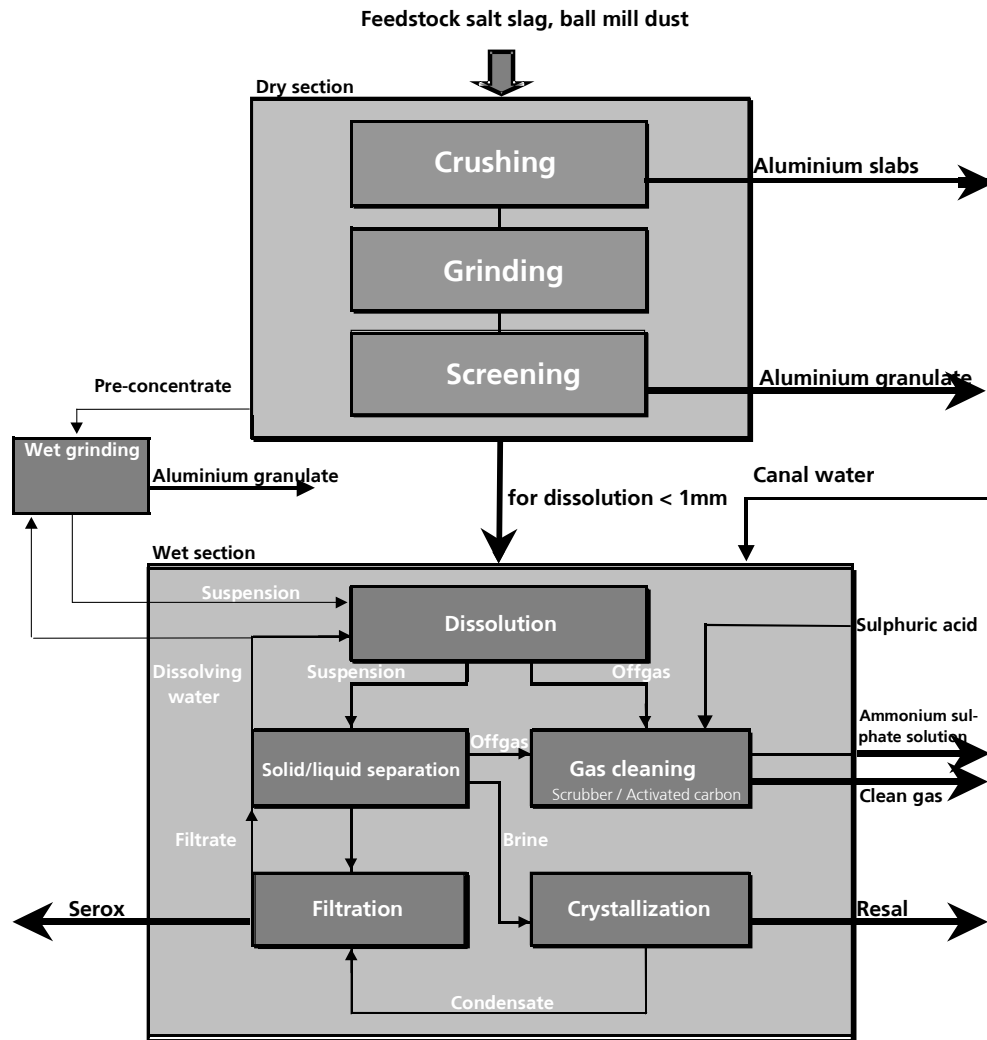 Feedstock salt slag, ball mill dust
Dry section
Crushing
Aluminium slabs
Grinding
Screening
Aluminium granulate
Pre-concentrate
Wet grinding
Aluminium granulate
Canal water
for dissolution < 1mm
Wet section
Suspension
Dissolution
Sulphuric acid
Dissolving
water
Suspension
Offgas
Ammonium sul-
phate solution
Offgas
Solid/liquid separation
Gas cleaning
Scrubber / Activated carbon
Clean gas
Filtrate
Brine
Serox
Filtration
Crystallization
Resal
Condensate